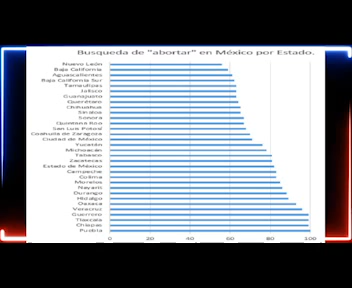 Busqueda de "abortar" en México por Estado.
Nuevo León
Baja California
Aguascalientes
Baja California Sur
Tamaulipas
Jalisco
Guanajuato
Querétaro
Chihuahua
Sinaloa
Sonora
Quintana Roo
San Luis Potosí
Coahuila de Zaragoza
Ciudad de México
Yucatán
Michoacán
Tabasco
Zacatecas
Estado de México
Campeche
Colima
Morelos
Nayarit
Durango
Hidalgo
Oaxaca
Veracruz
Guerrero
Tlaxcala
Chiapas
Puebla
0 20 40 60 80 100